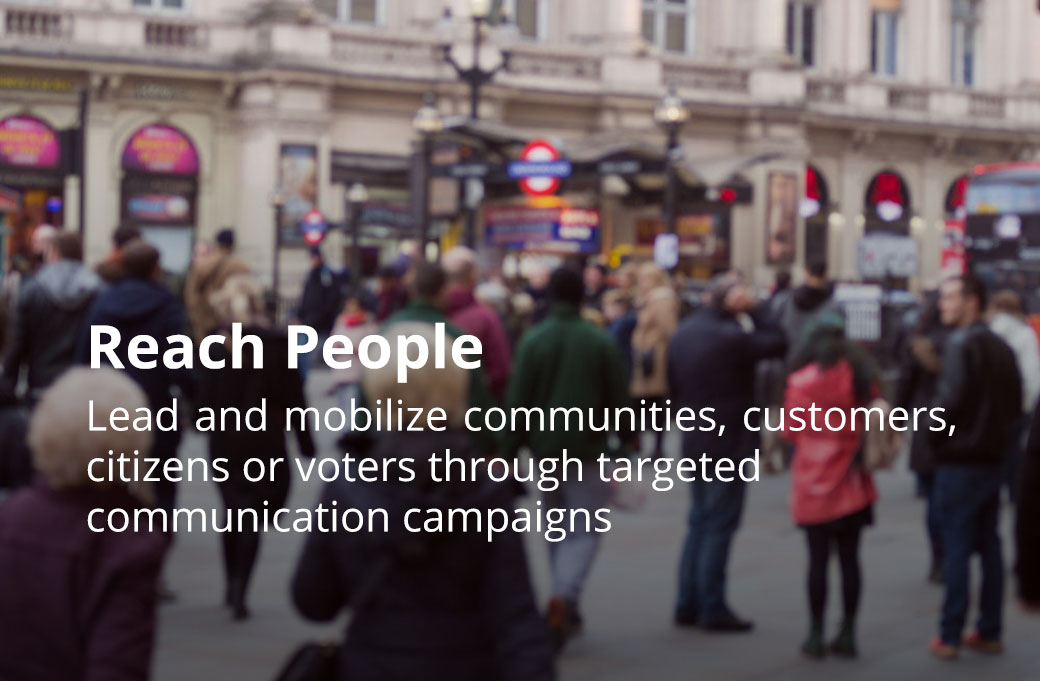 Reach People
Lead and mobilize communities, customers,
citizens or voters through targeted
communication campaigns